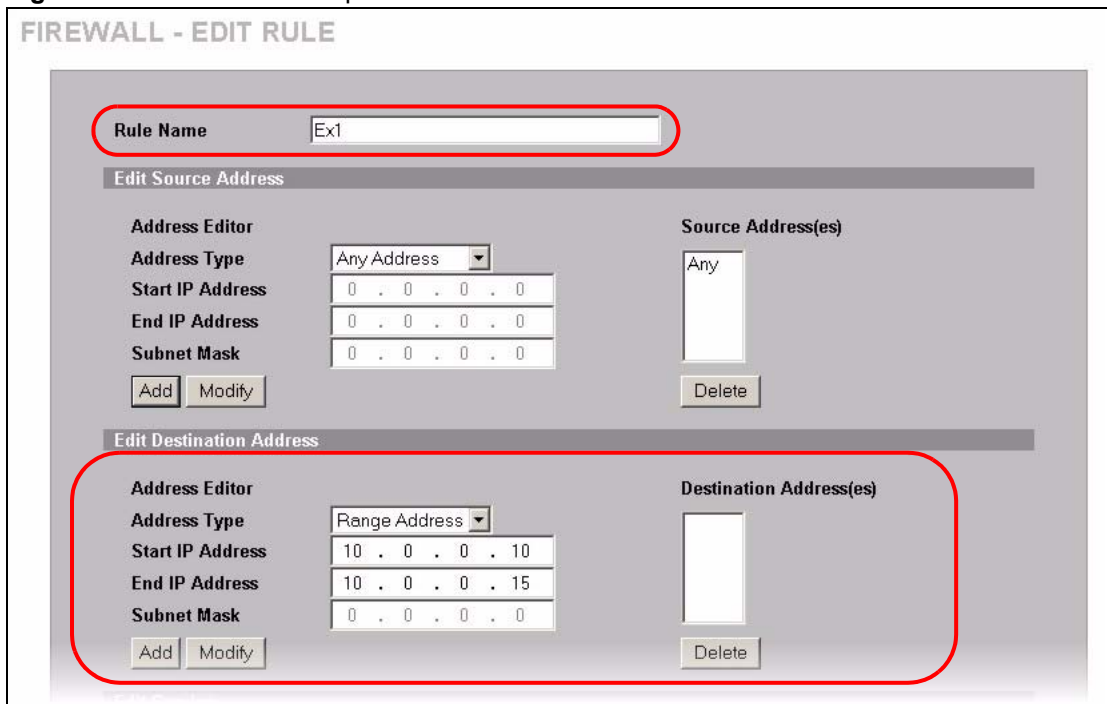 FIREWALL - EDIT RULE
Rule Name Ex1
Edit Source Address
Address Editor Source Address(es)
Address Type Any Address Any
Start IP Address 0 . 0 . 0 . 0
End IP Address 0 . 0 . 0 . 0
Subnet Mask 0 . 0 . 0 . 0
Add Modify Delete
Edit Destination Address
Address Editor Destination Address(es)
Address Type Range Address
Start IP Address 10 . 0 . 0 . 10
End IP Address 10 . 0 . 0 . 15
Subnet Mask 0 . 0 . 0 . 0
Add Modify Delete